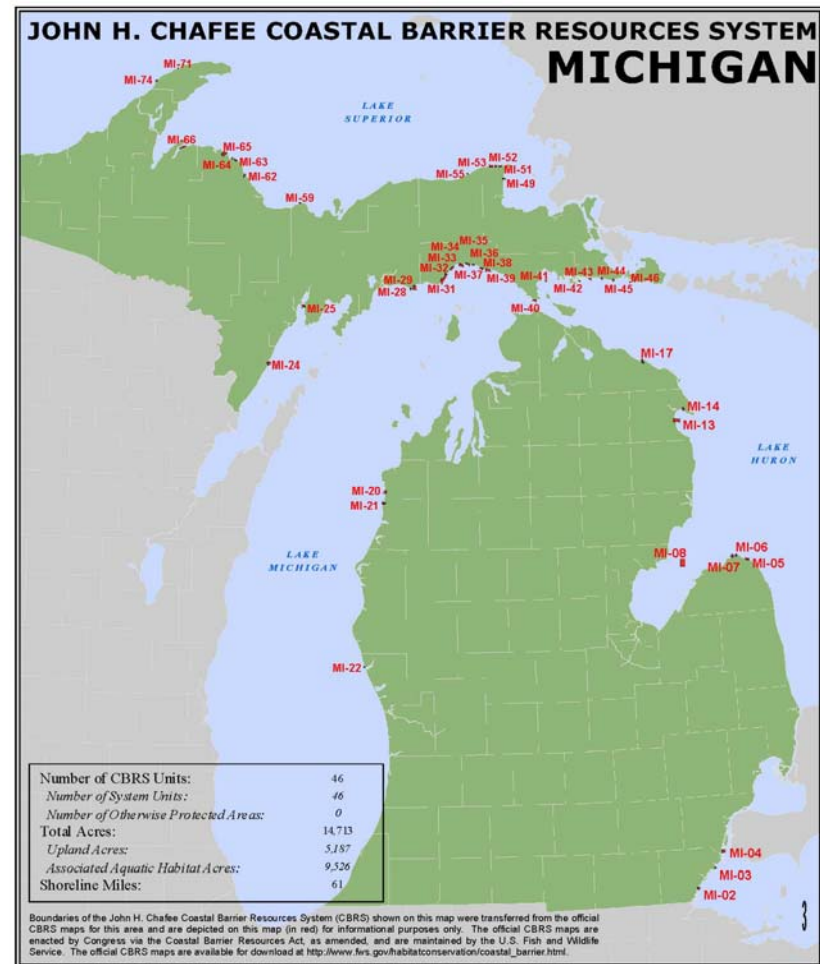 JOHN H. CHAFEE COASTAL BARRIER RESOURCES SYSTEM
MICHIGAN
MI-71
MI-74
LAKE
SUPERIOR
MI-66
MI-65
MI-64
MI-63
MI-62
MI-59
MI-53
MI-52
MI-55
MI-51
MI-49
MI-34
MI-35
MI-33
MI-36
MI-32
MI-38
MI-29
MI-37
MI-39
MI-41
MI-43
MI-44
MI-46
MI-28
MI-31
MI-42
MI-45
MI-25
MI-40
MI-24
MI-17
MI-14
MI-13
LAKE
HURON
MI-20
MI-21
LAKE
MICHIGAN
MI-08
MI-06
MI-07
MI-05
MI-22
Number of CBRS Units: 46
Number of System Units: 46
Number of Otherwise Protected Areas: 0
Total Acres: 14,713
Upland Acres: 5,187
Associated Aquatic Habitat Acres: 9,526
Shoreline Miles: 61
MI-04
MI-03
MI-02
3
Boundaries of the John H. Chafee Coastal Barrier Resources System (CBRS) shown on this map were transferred from the official
CBRS maps for this area and are depicted on this map (in red) for informational purposes only. The official CBRS maps are
enacted by Congress via the Coastal Barrier Resources Act, as amended, and are maintained by the U.S. Fish and Wildlife
Service. The official CBRS maps are available for download at http://www.fws.gov/habitatconservation/coastal_barrier.html.